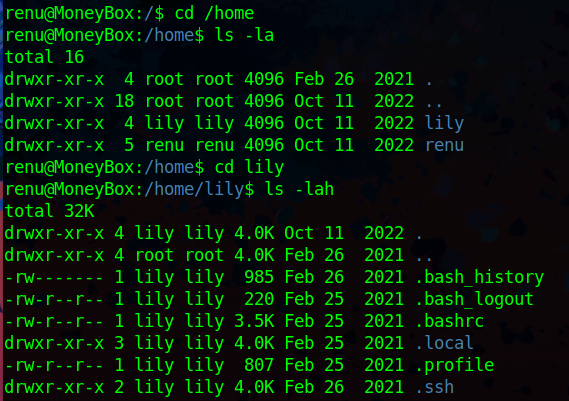 renu@MoneyBox:/$ cd /home
renu@MoneyBox:/home$ ls -la
total 16
drwxr-xr-x  4 root root 4096 Feb 26  2021 .
drwxr-xr-x 18 root root 4096 Oct 11  2022 ..
drwxr-xr-x  4 lily lily 4096 Oct 11  2022 lily
drwxr-xr-x  5 renu renu 4096 Oct 11  2022 renu
renu@MoneyBox:/home$ cd lily
renu@MoneyBox:/home/lily$ ls -lah
total 32K
drwxr-xr-x 4 lily lily 4.0K Oct 11  2022 .
drwxr-xr-x 4 root root 4.0K Feb 26  2021 ..
-rw------- 1 lily lily  985 Feb 26  2021 .bash_history
-rw-r--r-- 1 lily lily  220 Feb 25  2021 .bash_logout
-rw-r--r-- 1 lily lily 3.5K Feb 25  2021 .bashrc
drwxr-xr-x 3 lily lily 4.0K Feb 25  2021 .local
-rw-r--r-- 1 lily lily  807 Feb 25  2021 .profile
drwxr-xr-x 2 lily lily 4.0K Feb 26  2021 .ssh